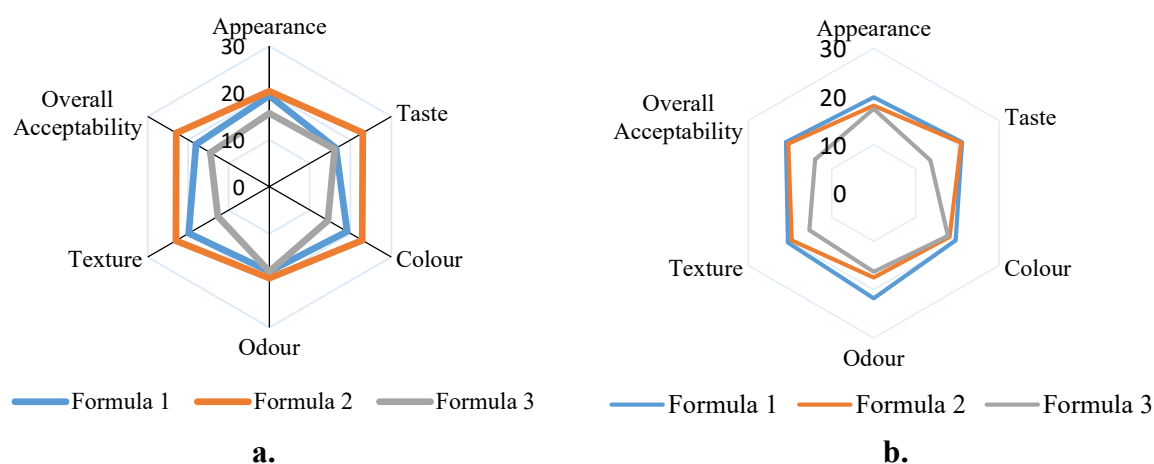 Appearance
30
20
10
0
Taste
Colour
Odour
Texture
Overall
Acceptability
Formula 1
Formula 2
Formula 3
a.
Appearance
30
20
10
0
Taste
Colour
Odour
Texture
Overall
Acceptability
Formula 1
Formula 2
Formula 3
b.